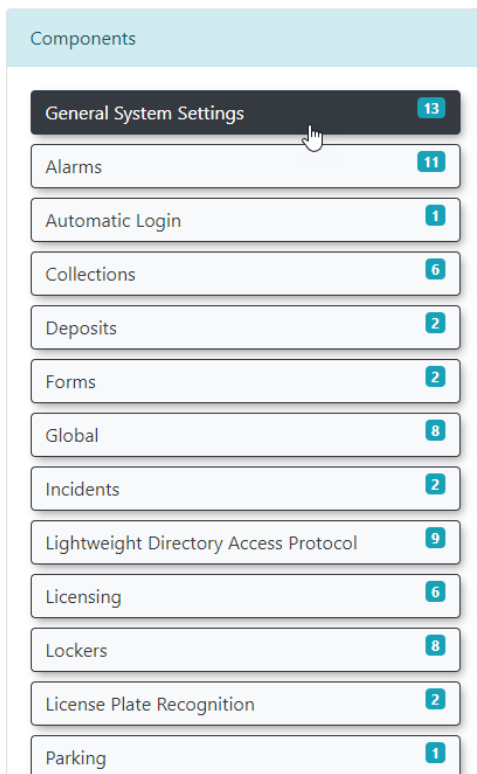 Components
General System Settings 13
Alarms 11
Automatic Login 1
Collections 6
Deposits 2
Forms 2
Global 8
Incidents 2
Lightweight Directory Access Protocol 9
Licensing 6
Lockers 8
License Plate Recognition 2
Parking 1